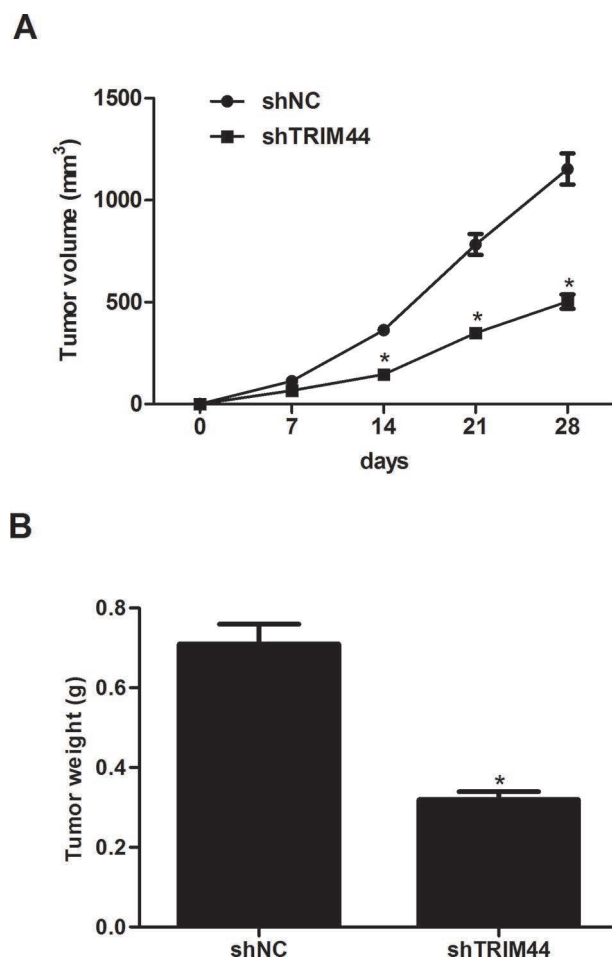 A
shNC
shTRIM44
Tumor volume (mm³)
1500
1000
500
0
*
*
*
0 7 14 21 28
days
B
Tumor weight (g)
0.8
0.6
0.4
0.2
0.0
*
shNC shTRIM44